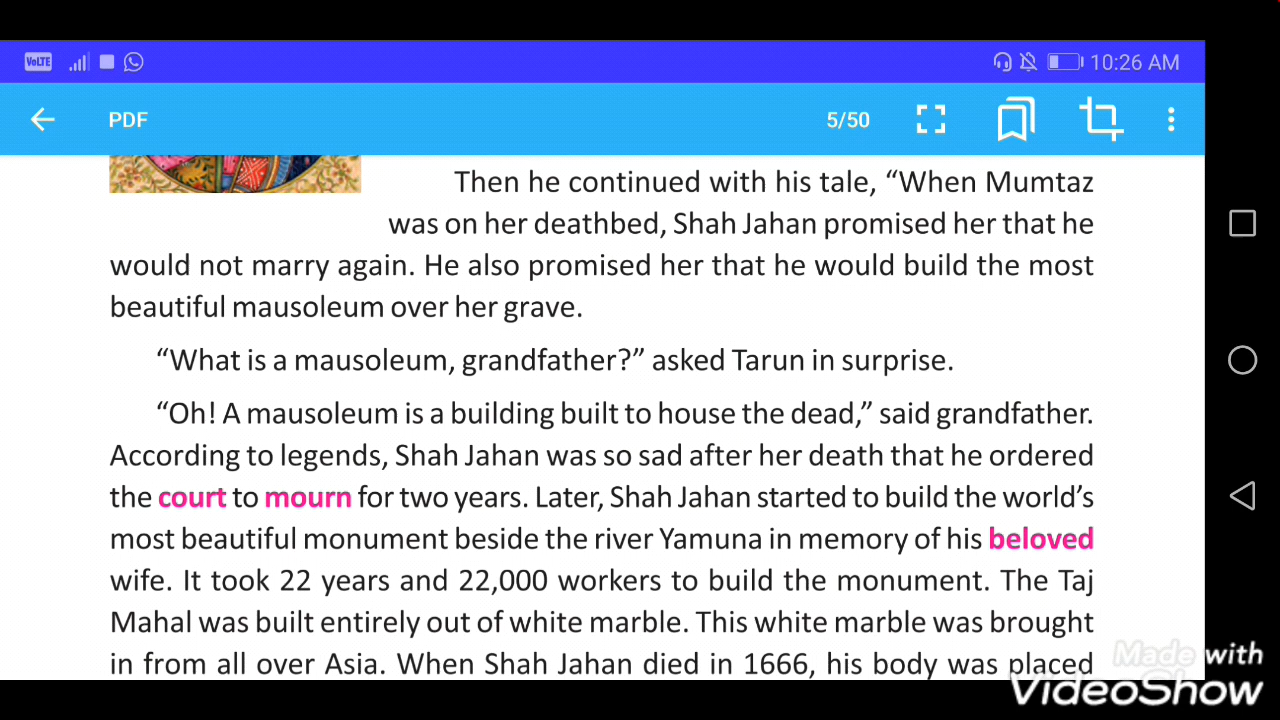 VoLTE 10:26 AM
PDF 5/50
Then he continued with his tale, “When Mumtaz
was on her deathbed, Shah Jahan promised her that he
would not marry again. He also promised her that he would build the most
beautiful mausoleum over her grave.
“What is a mausoleum, grandfather?” asked Tarun in surprise.
“Oh! A mausoleum is a building built to house the dead,” said grandfather.
According to legends, Shah Jahan was so sad after her death that he ordered
the court to mourn for two years. Later, Shah Jahan started to build the world’s
most beautiful monument beside the river Yamuna in memory of his beloved
wife. It took 22 years and 22,000 workers to build the monument. The Taj
Mahal was built entirely out of white marble. This white marble was brought
in from all over Asia. When Shah Jahan died in 1666, his body was placed
Made with
VideoShow